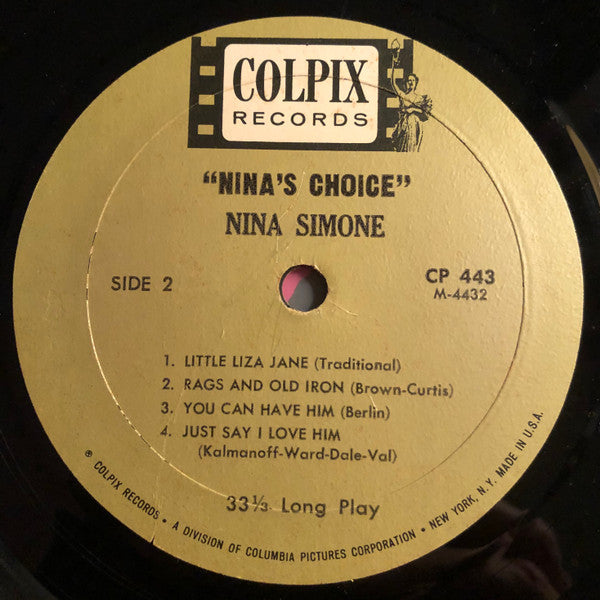 COLPIX
RECORDS
"NINA'S CHOICE"
NINA SIMONE
SIDE 2
CP 443
M-4432
1. LITTLE LIZA JANE (Traditional)
2. RAGS AND OLD IRON (Brown-Curtis)
3. YOU CAN HAVE HIM (Berlin)
4. JUST SAY I LOVE HIM
(Kalmanoff-Ward-Dale-Val)
33⅓ Long Play
® COLPIX RECORDS. • A DIVISION OF COLUMBIA PICTURES CORPORATION • NEW YORK, N.Y. MADE IN U.S.A.